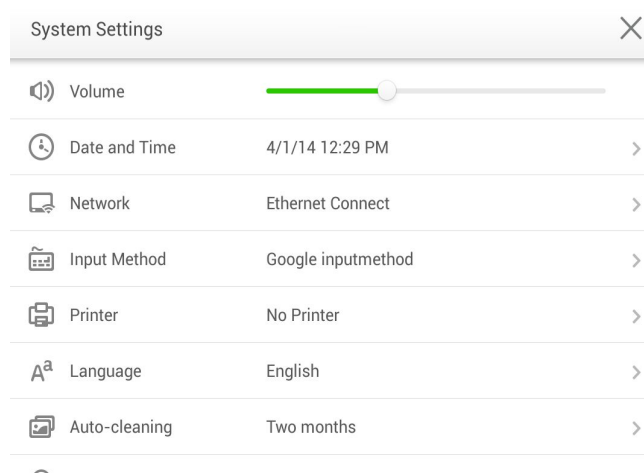 System Settings
Volume
Date and Time 4/1/14 12:29 PM
Network Ethernet Connect
Input Method Google inputmethod
Printer No Printer
Language English
Auto-cleaning Two months